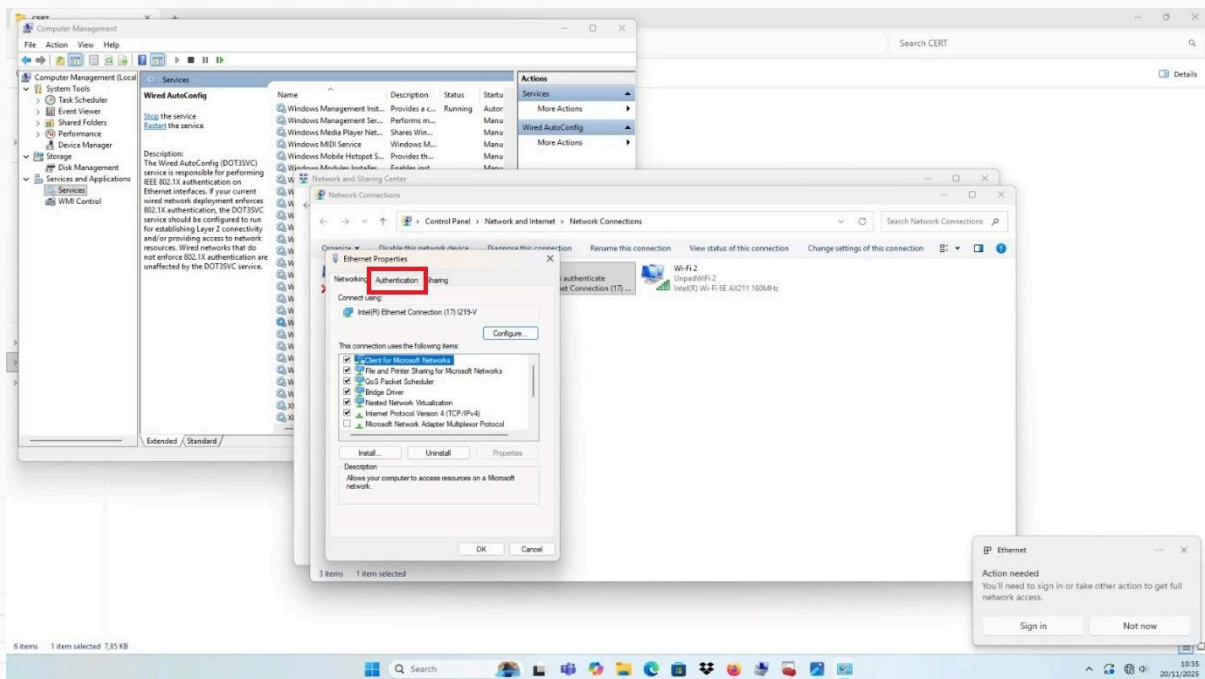 CERT
Search CERT
Details
Computer Management
File Action View Help
Computer Management (Local
System Tools
Task Scheduler
Event Viewer
Shared Folders
Performance
Device Manager
Storage
Disk Management
Services and Applications
Services
WMI Control
Services
Wired AutoConfig
Stop the service
Restart the service
Description:
The Wired AutoConfig (DOT3SVC)
service is responsible for performing
IEEE 802.1X authentication on
Ethernet interfaces. If your current
wired network deployment enforces
802.1X authentication, the DOT3SVC
service should be configured to run
for establishing Layer 2 connectivity
and/or providing access to network
resources. Wired networks that do
not enforce 802.1X authentication are
unaffected by the DOT3SVC service.
Name Description Status Startu
Windows Management Inst... Provides a c... Running Autor
Windows Management Ser... Performs m... Manu
Windows Media Player Net... Shares Win... Manu
Windows MIDI Service Windows M... Manu
Windows Mobile Hotspot S... Provides th... Manu
Windows Modules Installer Enables inst Manu
Extended Standard
Actions
Services
More Actions
Wired AutoConfig
More Actions
Network and Sharing Center
Network Connections
Control Panel > Network and Internet > Network Connections
Search Network Connections
Organize Disable this network device Diagnose this connection Rename this connection View status of this connection Change settings of this connection
authenticate
et Connection (17) ...
Wi-Fi 2
UnpadWiFi 2
Intel(R) Wi-Fi 6E AX211 160MHz
3 items 1 item selected
Ethernet Properties
Networking Authentication Sharing
Connect using:
Intel(R) Ethernet Connection (17) I219-V
Configure...
This connection uses the following items:
Client for Microsoft Networks
File and Printer Sharing for Microsoft Networks
QoS Packet Scheduler
Bridge Driver
Nested Network Virtualization
Internet Protocol Version 4 (TCP/IPv4)
Microsoft Network Adapter Multiplexor Protocol
Install... Uninstall Properties
Description
Allows your computer to access resources on a Microsoft
network.
OK Cancel
Ethernet
Action needed
You'll need to sign in or take other action to get full
network access.
Sign in Not now
6 items 1 item selected 7,85 KB
Search
10:35
20/11/2025